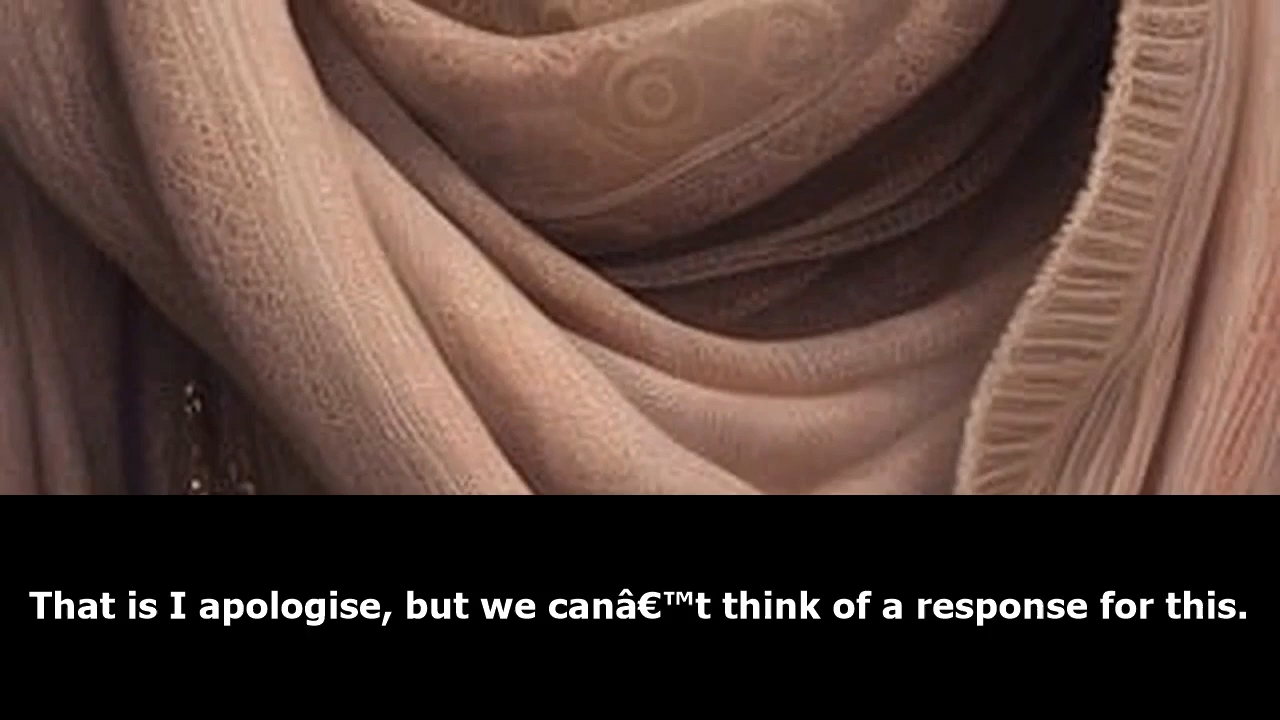 That is I apologise, but we canâ€™t think of a response for this.